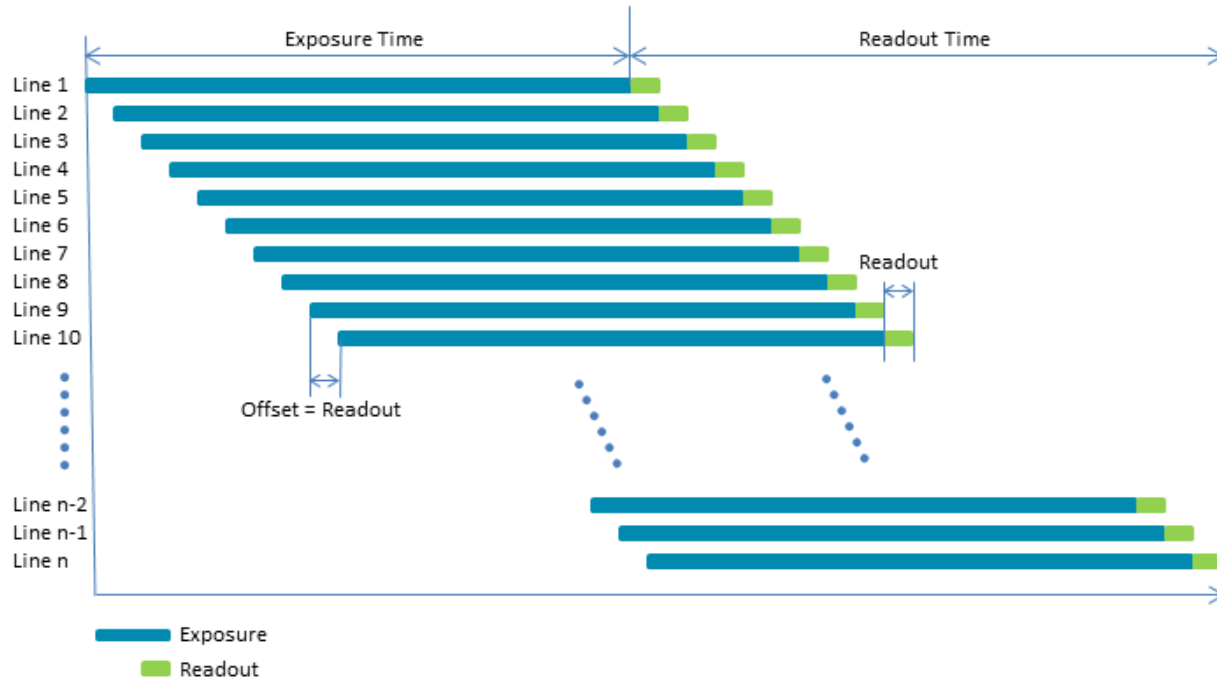 Exposure Time
Readout Time
Line 1
Line 2
Line 3
Line 4
Line 5
Line 6
Line 7
Line 8
Readout
Line 9
Line 10
Offset = Readout
Line n-2
Line n-1
Line n
Exposure
Readout